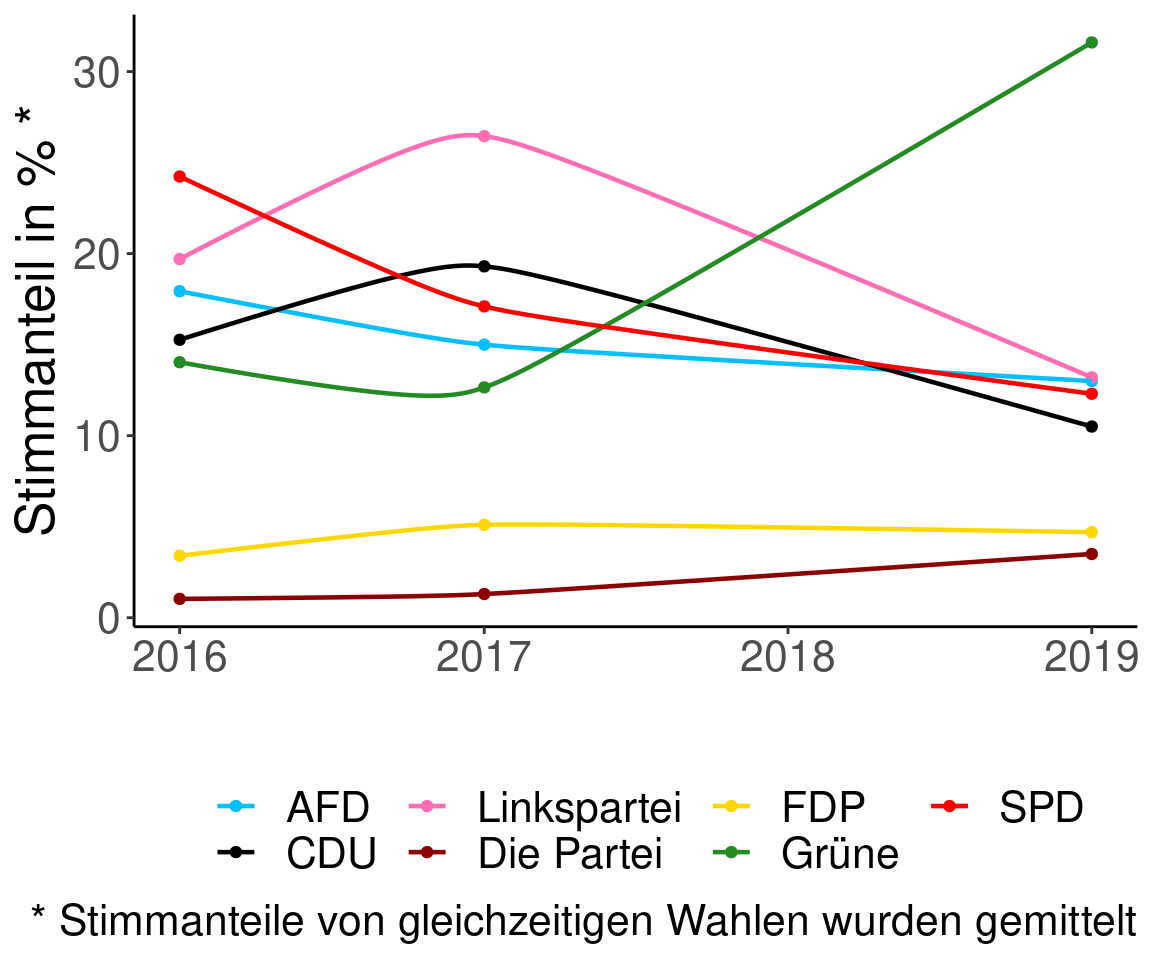 Stimmanteil in % *
30
20
10
0
2016 2017 2018 2019
AFD Linkspartei FDP SPD
CDU Die Partei Grüne
* Stimmanteile von gleichzeitigen Wahlen wurden gemittelt